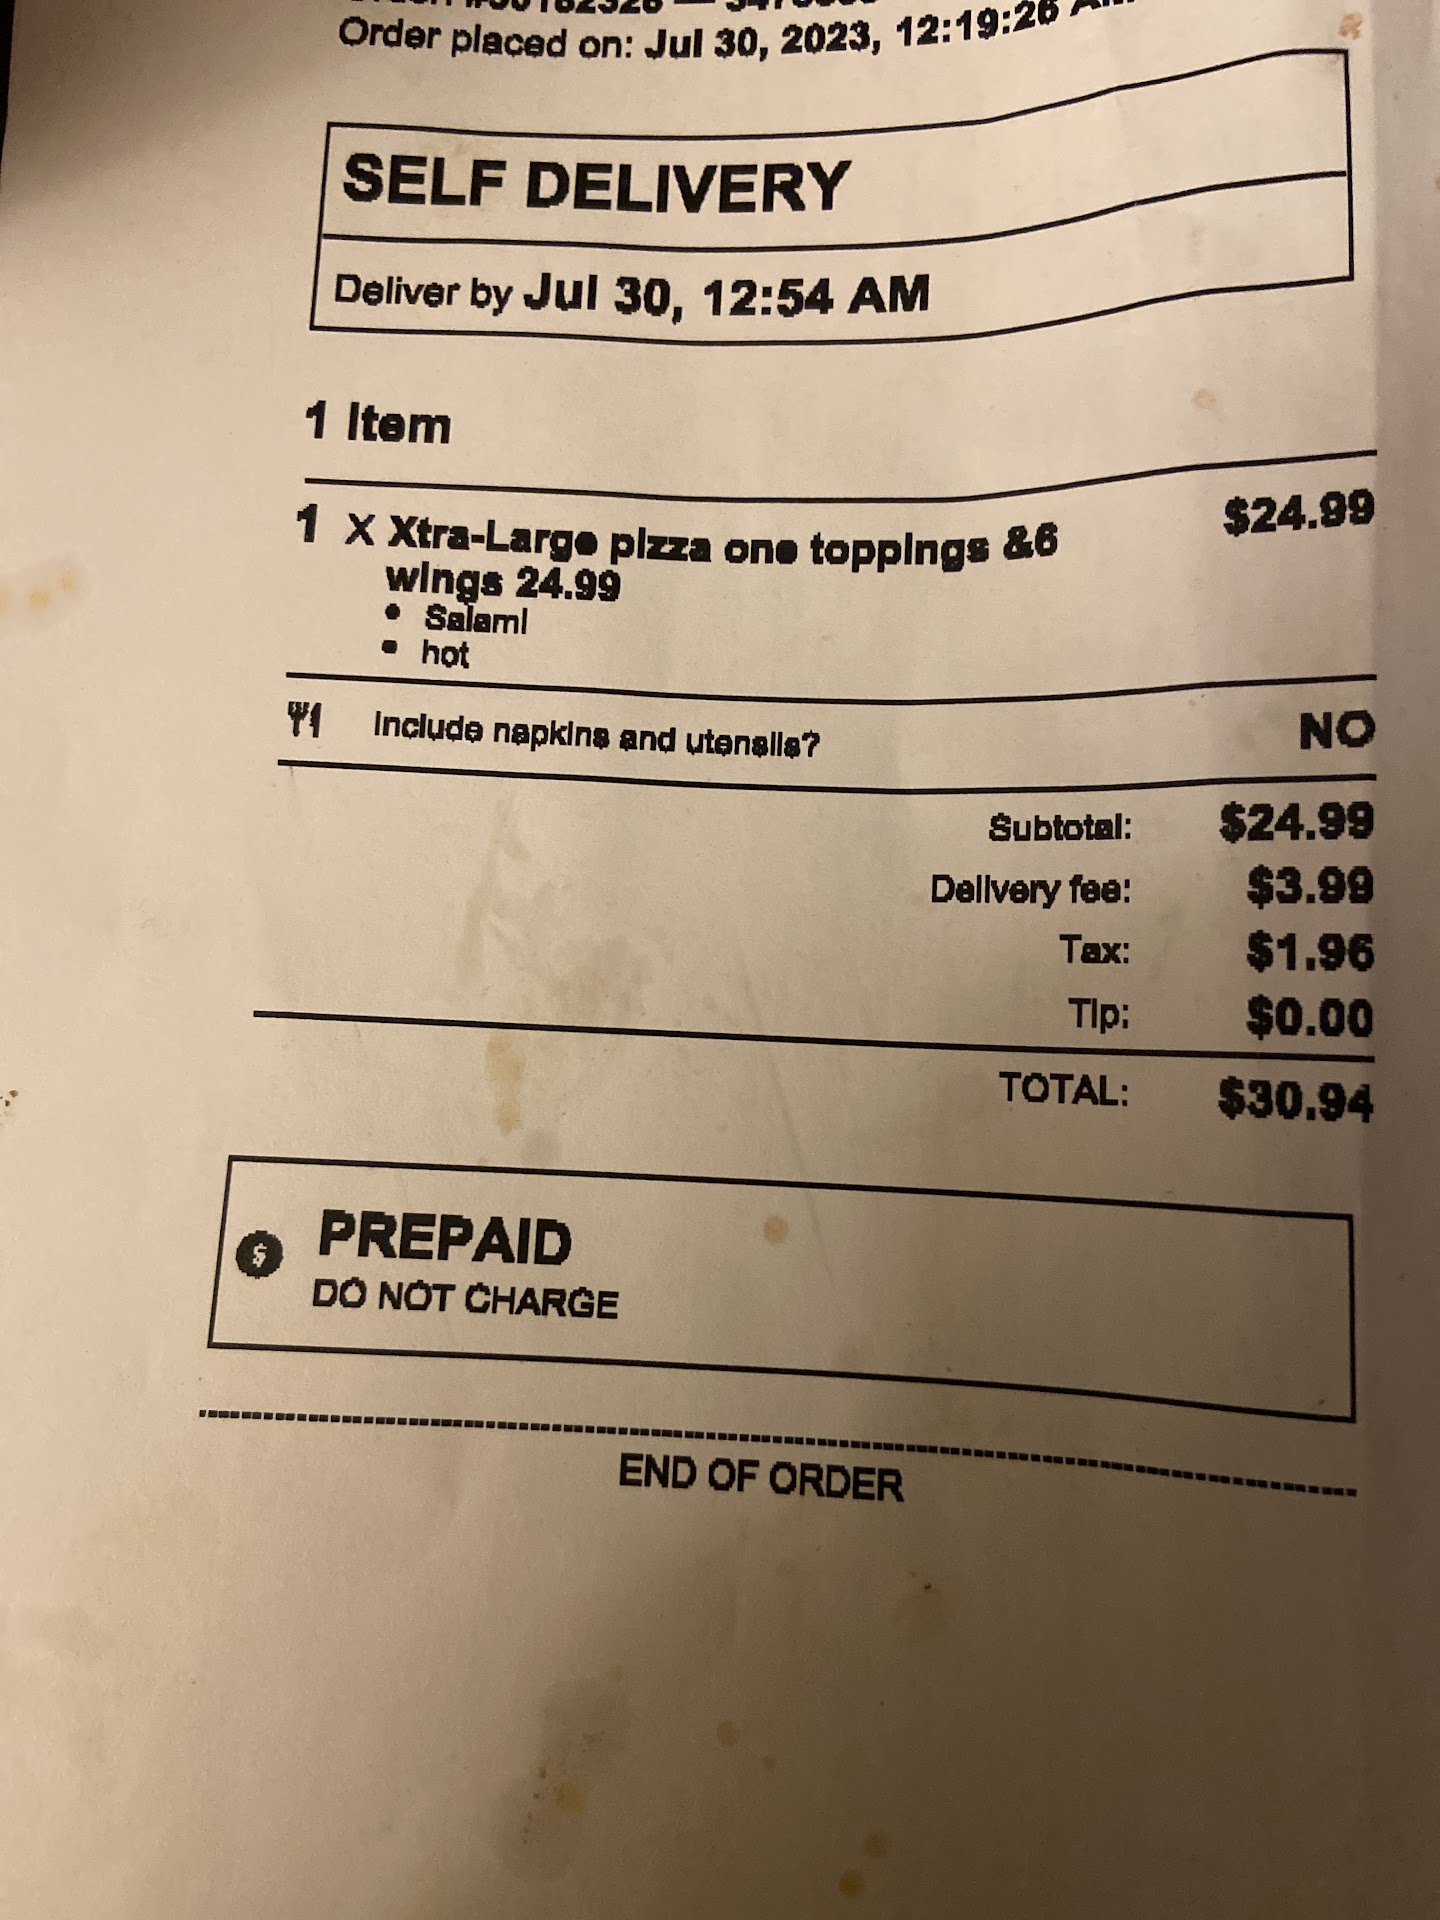 Order placed on: Jul 30, 2023, 12:19:26 AM
SELF DELIVERY
Deliver by Jul 30, 12:54 AM
1 Item
1 X Xtra-Large pizza one toppings &6 $24.99
wings 24.99
• Salami
• hot
Include napkins and utensils? NO
Subtotal: $24.99
Delivery fee: $3.99
Tax: $1.96
Tip: $0.00
TOTAL: $30.94
$ PREPAID
DO NOT CHARGE
END OF ORDER